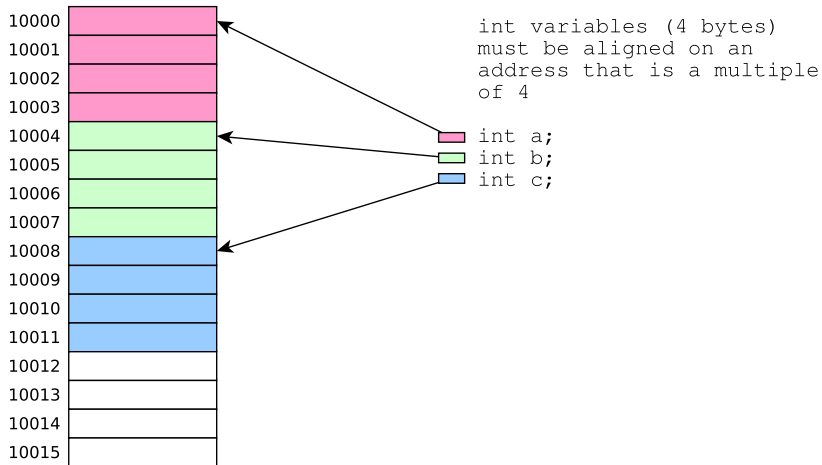 10000
10001
10002
10003
10004
10005
10006
10007
10008
10009
10010
10011
10012
10013
10014
10015
int variables (4 bytes)
must be aligned on an
address that is a multiple
of 4
int a;
int b;
int c;